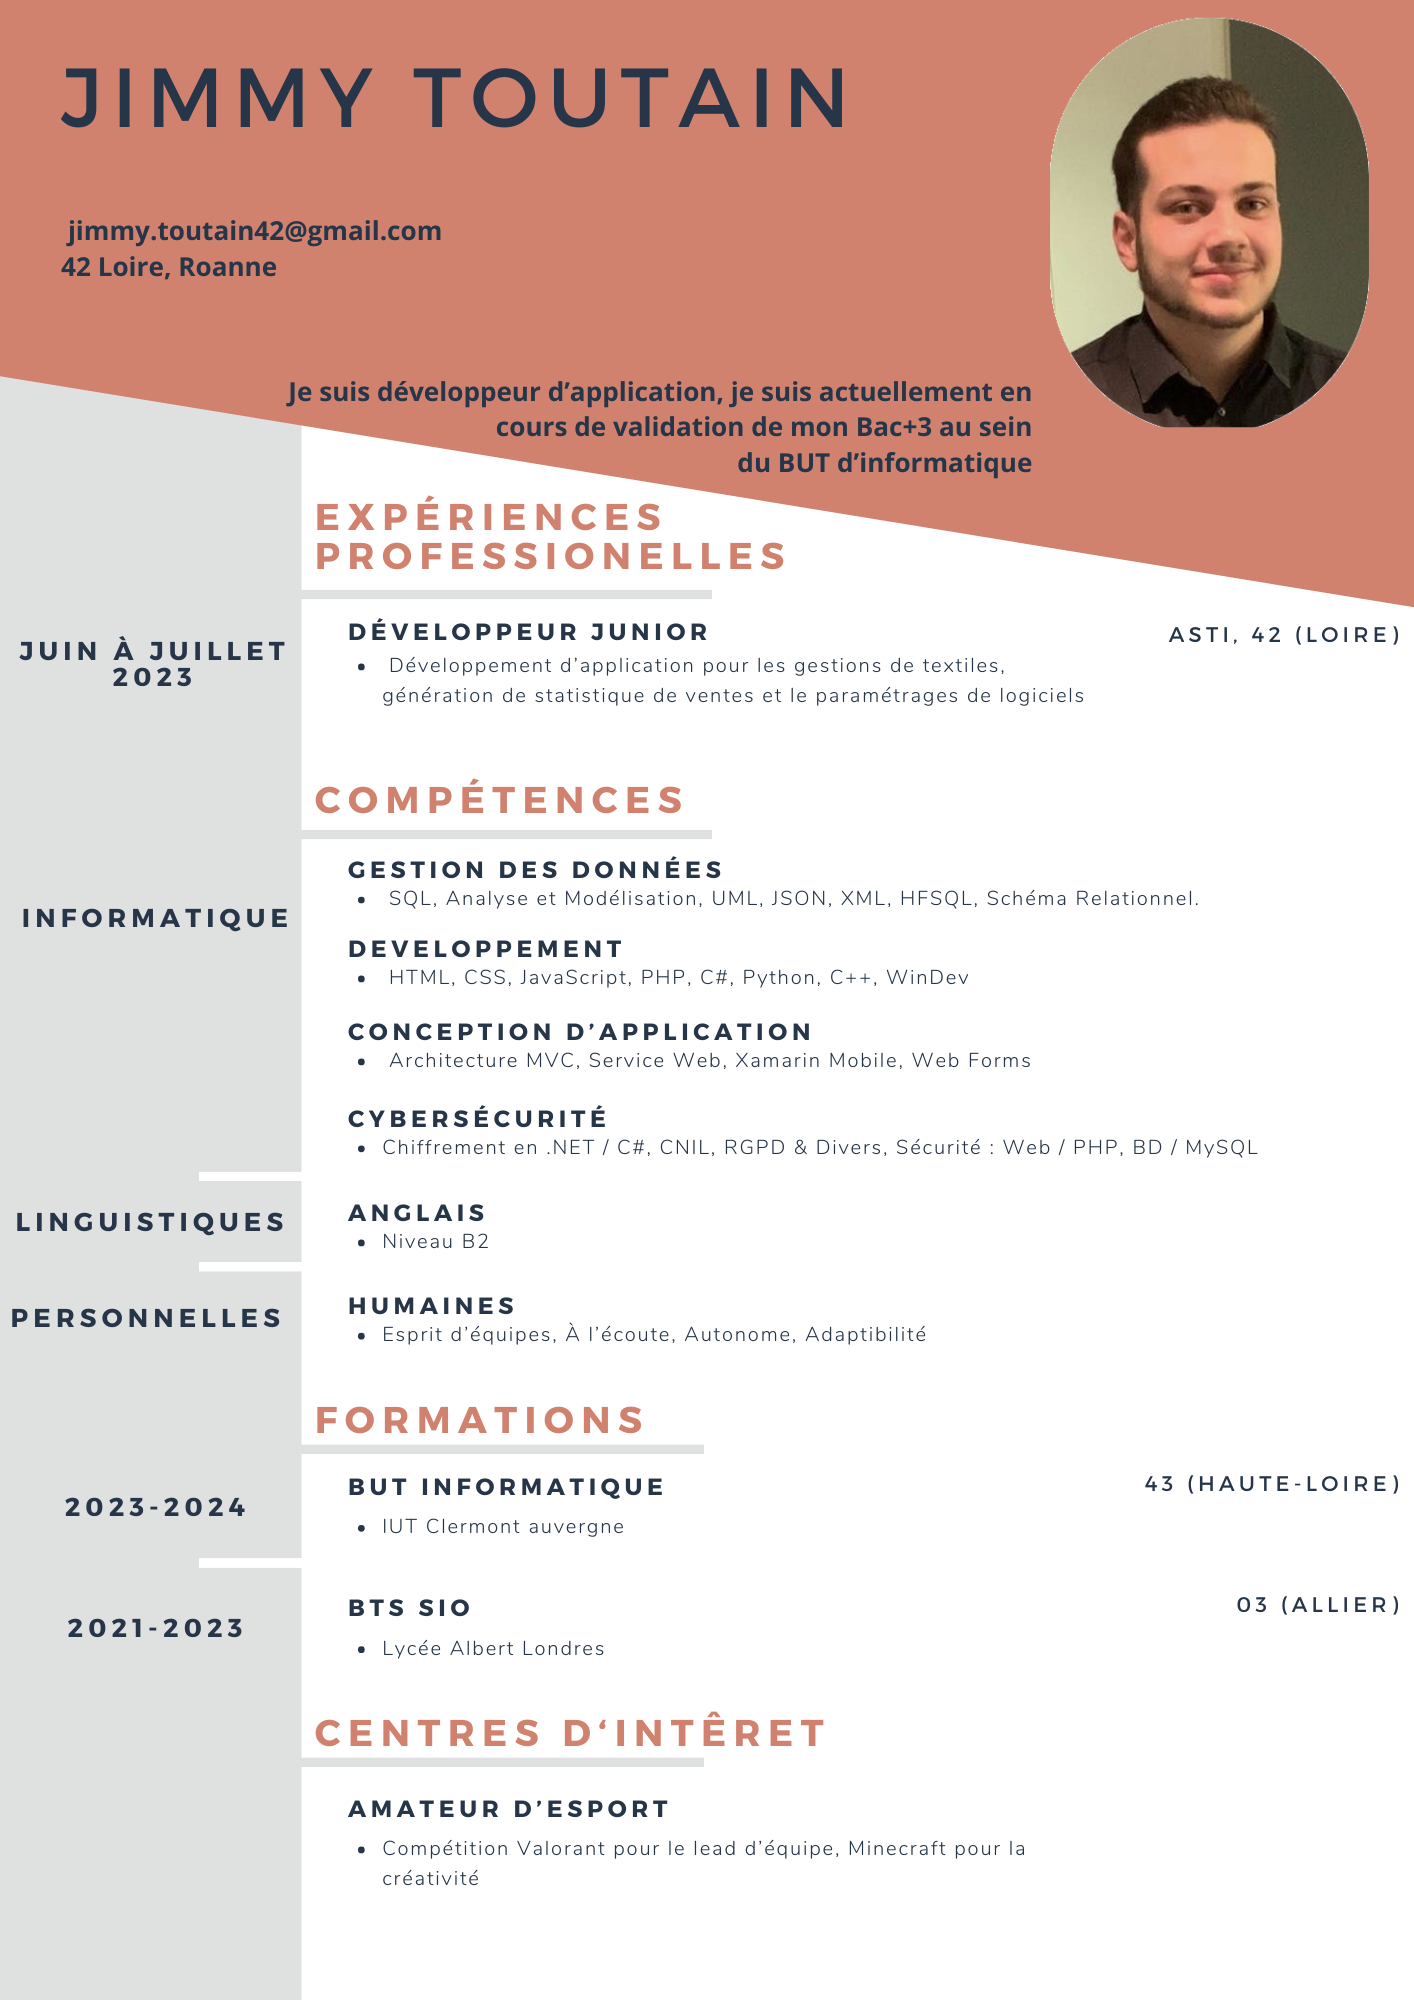 JIMMY TOUTAIN
jimmy.toutain42@gmail.com
42 Loire, Roanne
Je suis développeur d’application, je suis actuellement en
cours de validation de mon Bac+3 au sein
du BUT d’informatique
EXPÉRIENCES
PROFESSIONELLES
JUIN À JUILLET
2023
DÉVELOPPEUR JUNIOR
ASTI, 42 (LOIRE)
• Développement d’application pour les gestions de textiles,
génération de statistique de ventes et le paramétrages de logiciels
COMPÉTENCES
INFORMATIQUE
GESTION DES DONNÉES
• SQL, Analyse et Modélisation, UML, JSON, XML, HFSQL, Schéma Relationnel.
DEVELOPPEMENT
• HTML, CSS, JavaScript, PHP, C#, Python, C++, WinDev
CONCEPTION D’APPLICATION
• Architecture MVC, Service Web, Xamarin Mobile, Web Forms
CYBERSÉCURITÉ
• Chiffrement en .NET / C#, CNIL, RGPD & Divers, Sécurité : Web / PHP, BD / MySQL
LINGUISTIQUES
ANGLAIS
• Niveau B2
PERSONNELLES
HUMAINES
• Esprit d’équipes, À l’écoute, Autonome, Adaptibilité
FORMATIONS
2023-2024
BUT INFORMATIQUE
43 (HAUTE-LOIRE)
• IUT Clermont auvergne
2021-2023
BTS SIO
03 (ALLIER)
• Lycée Albert Londres
CENTRES D‘INTÊRET
AMATEUR D’ESPORT
• Compétition Valorant pour le lead d’équipe, Minecraft pour la
créativité